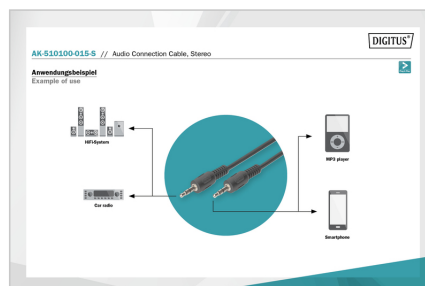 DIGITUS®
AK-510100-015-S // Audio Connection Cable, Stereo
Anwendungsbeispiel
Example of use
HiFi-System
MP3 player
Car radio
Smartphone